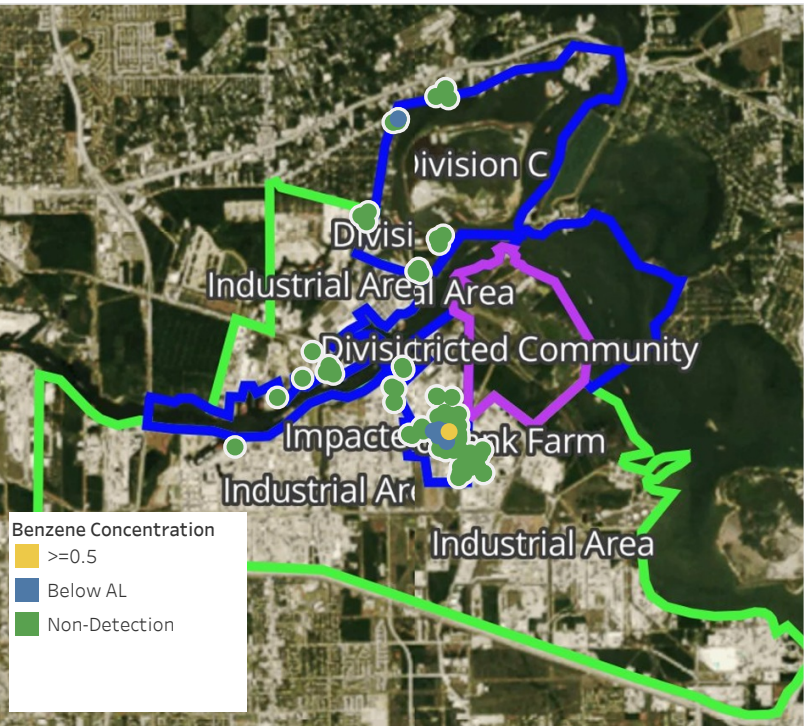 Division C
Divisi
Industrial Area
al Area
Divisi
tricted Community
Impacte
nk Farm
Industrial Are
Industrial Area
Benzene Concentration
>=0.5
Below AL
Non-Detection